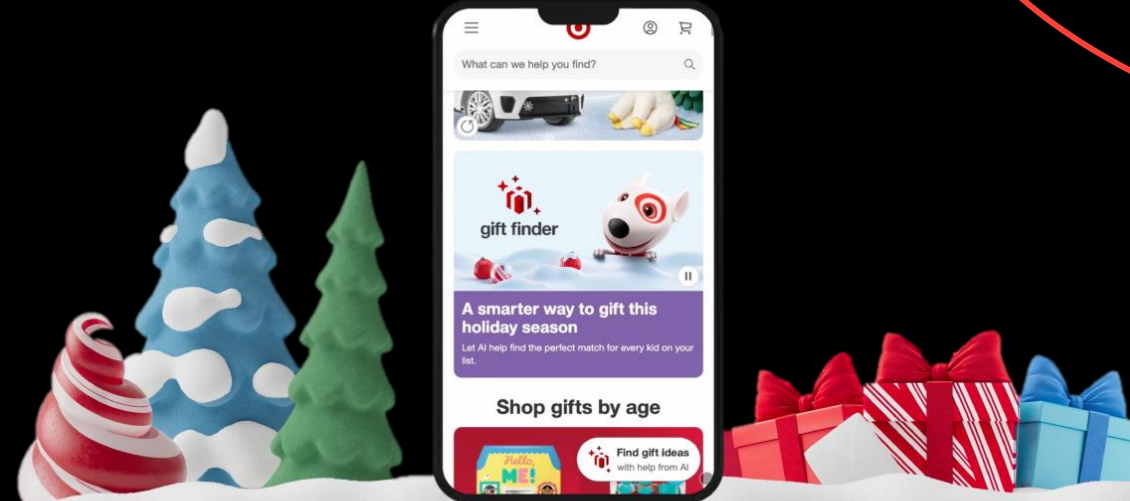 What can we help you find?
gift finder
A smarter way to gift this
holiday season
Let AI help find the perfect match for every kid on your
list.
Shop gifts by age
Hello,
ME!
Find gift ideas
with help from AI